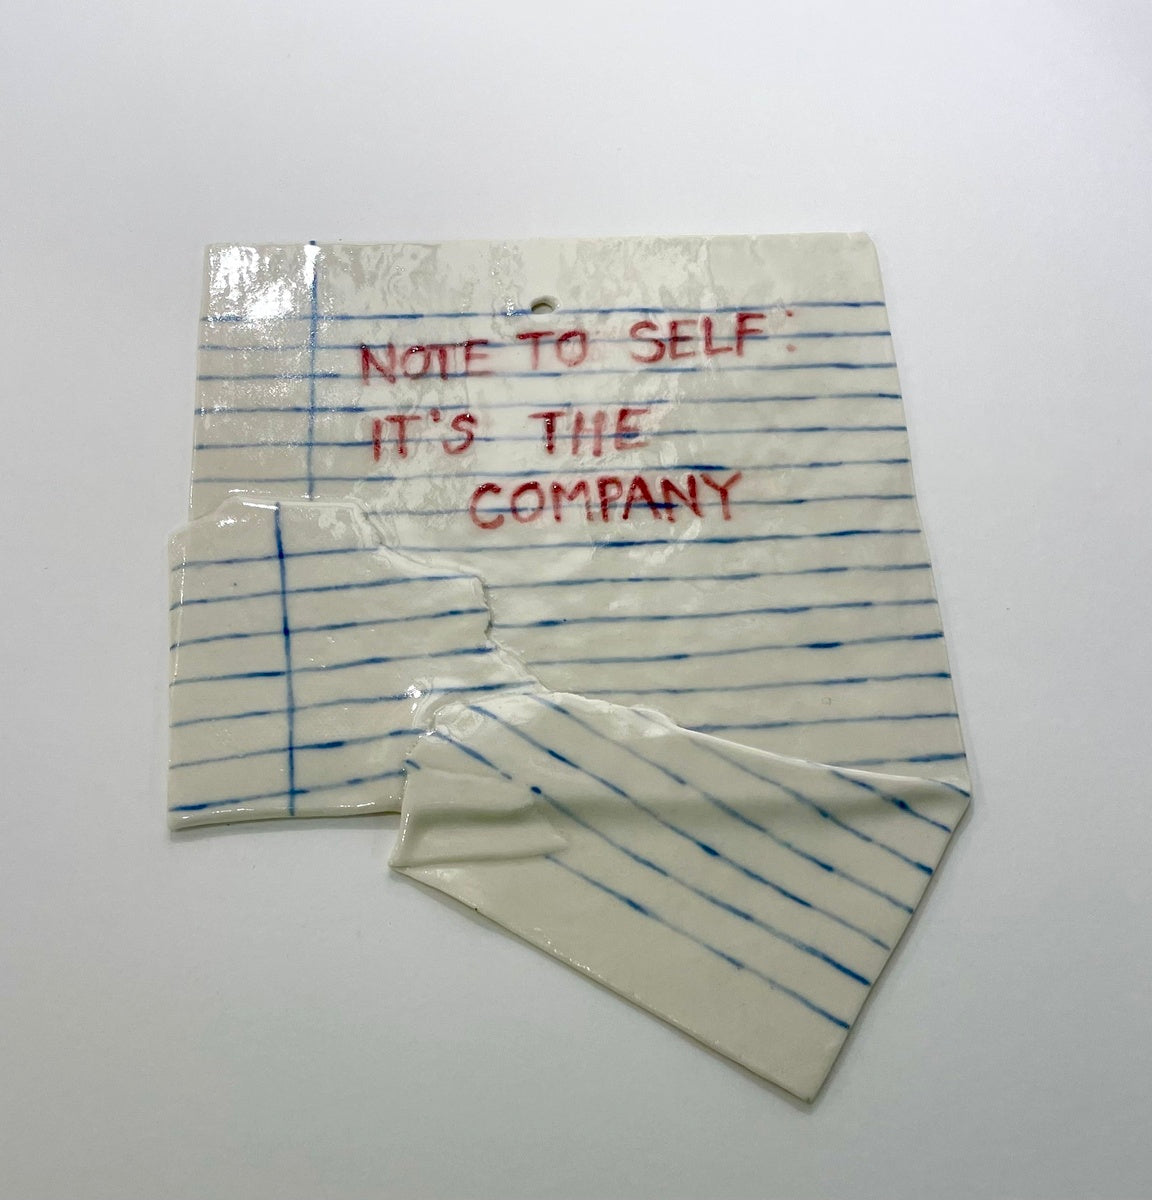 NOTE TO SELF:
IT'S THE
COMPANY